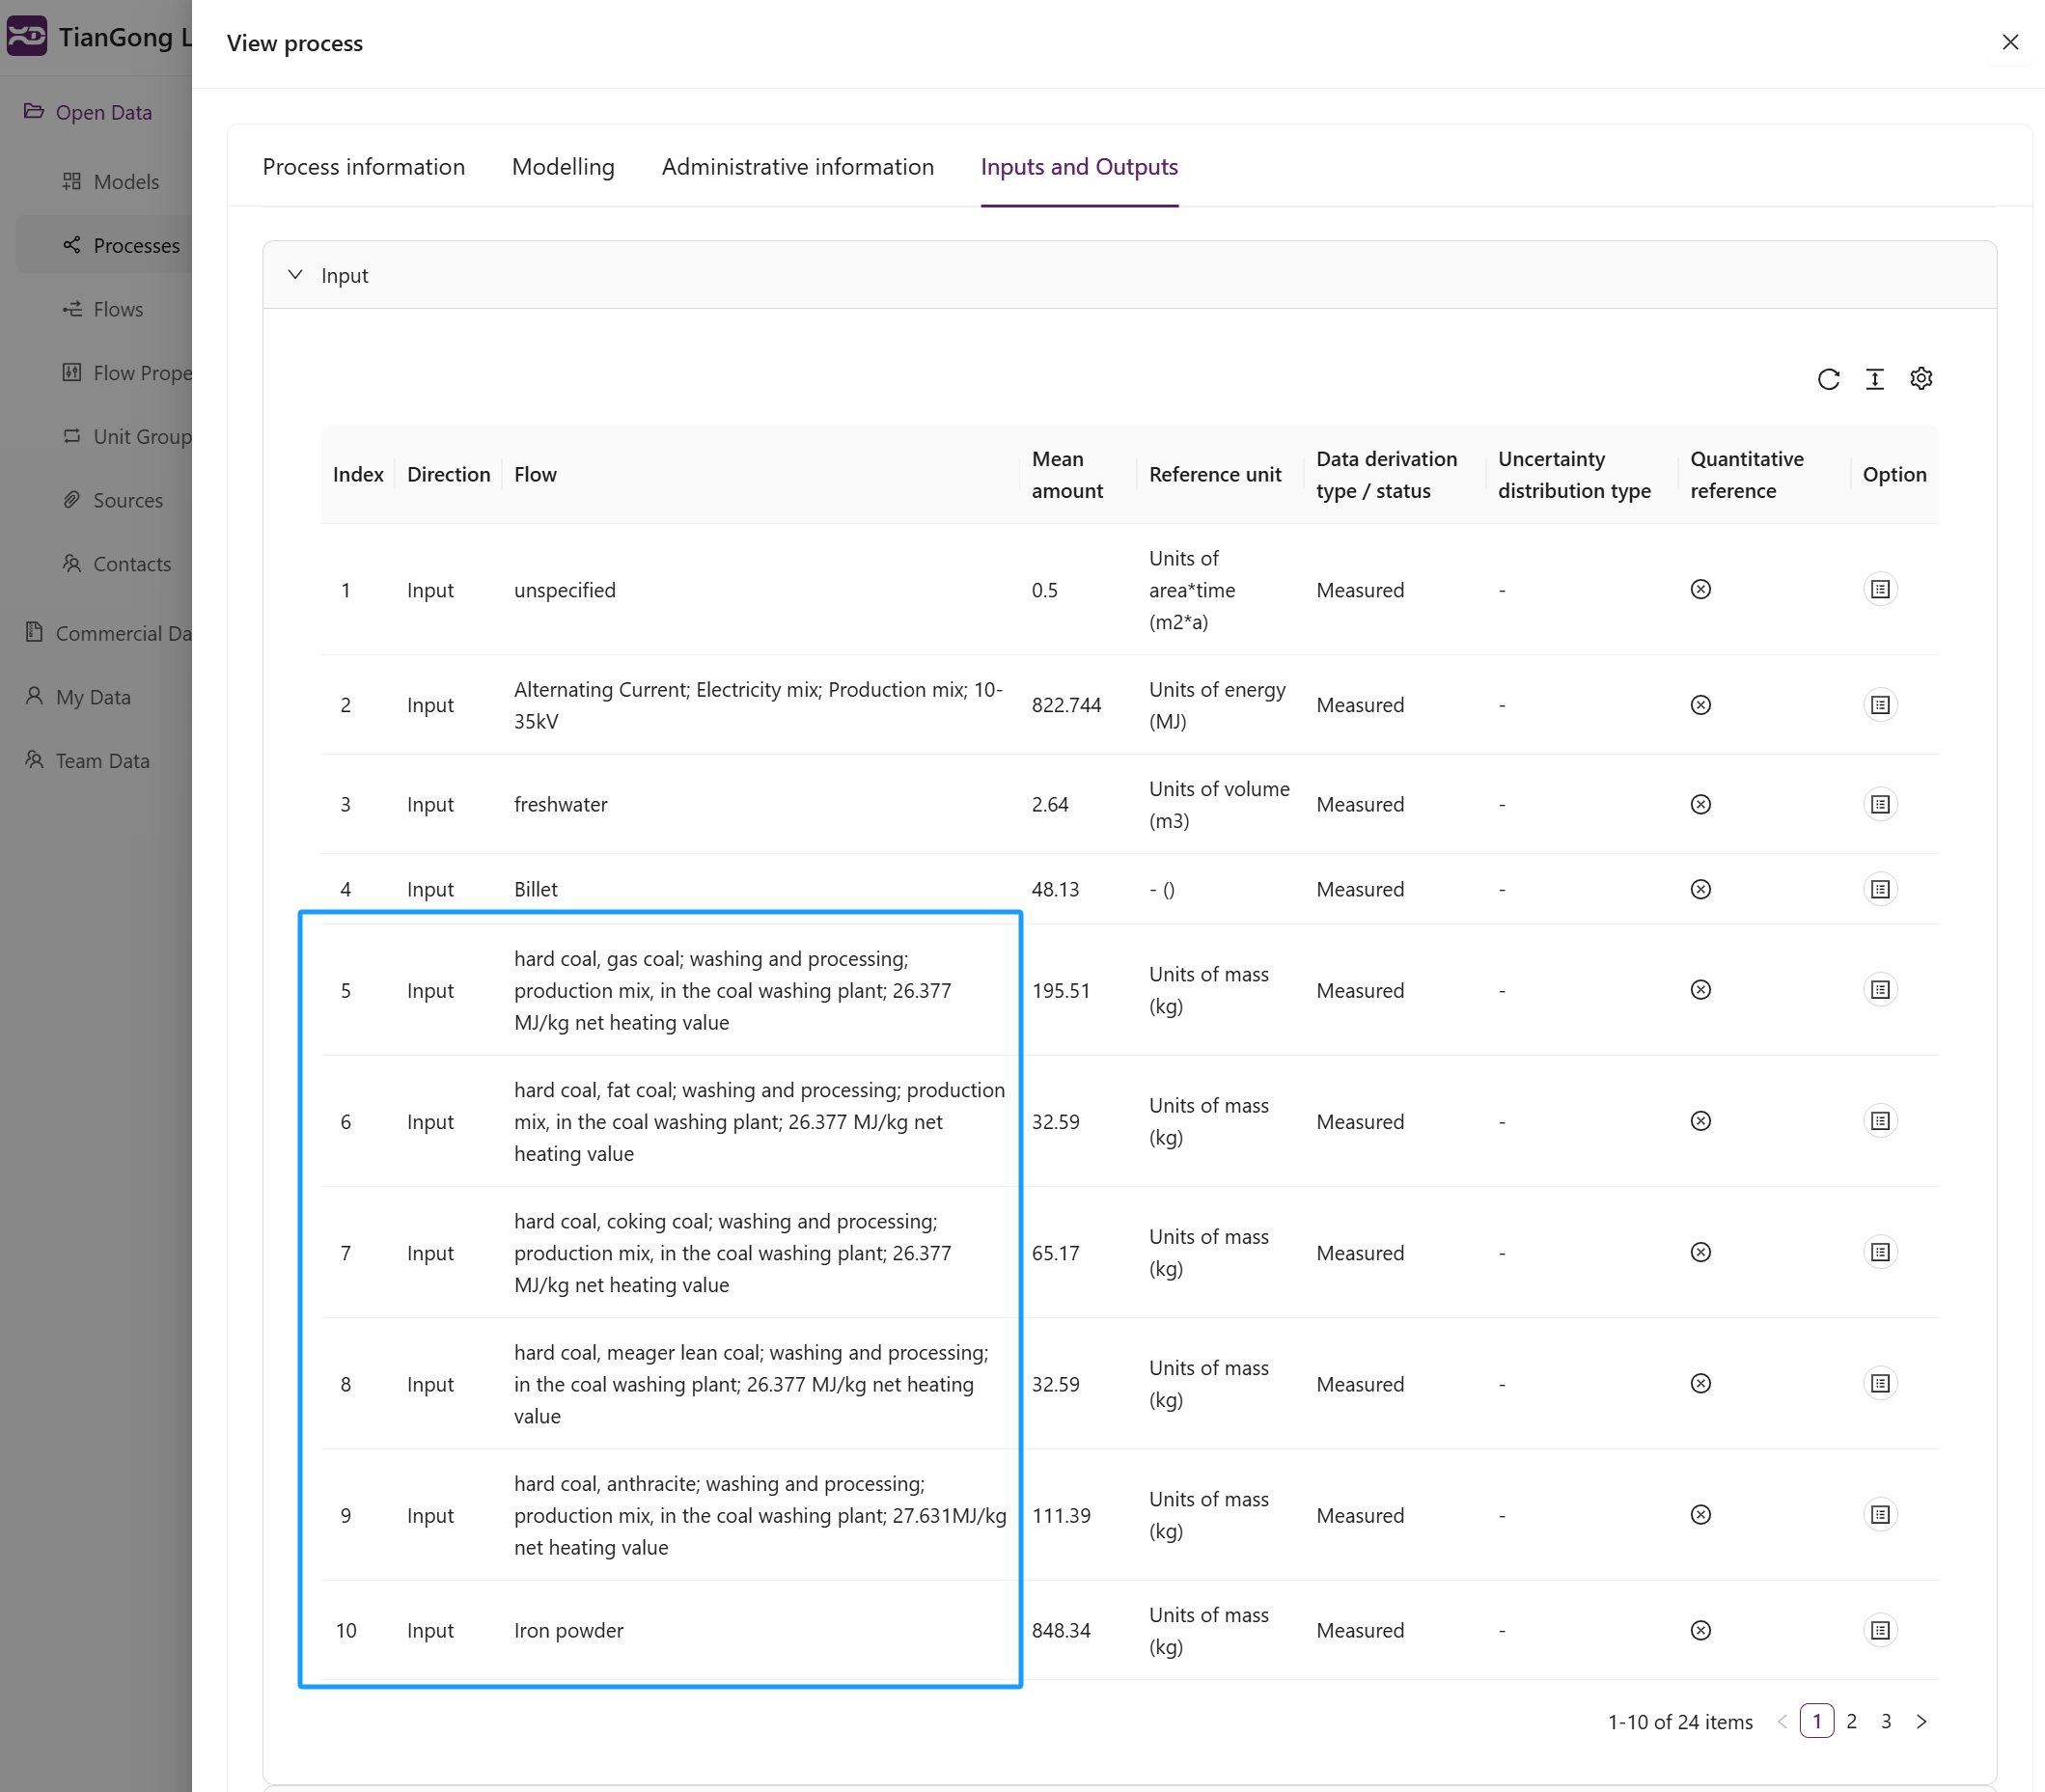 TianGong L
View process
Open Data
Models
Processes
Flows
Flow Prope
Unit Group
Sources
Contacts
Commercial Da
My Data
Team Data
Process information
Modelling
Administrative information
Inputs and Outputs
Input
Index
Direction
Flow
Mean
amount
Reference unit
Data derivation
type / status
Uncertainty
distribution type
Quantitative
reference
Option
1
Input
unspecified
0.5
Units of
area*time
(m2*a)
Measured
-
2
Input
Alternating Current; Electricity mix; Production mix; 10-
35kV
822.744
Units of energy
(MJ)
Measured
-
3
Input
freshwater
2.64
Units of volume
(m3)
Measured
-
4
Input
Billet
48.13
- ()
Measured
-
5
Input
hard coal, gas coal; washing and processing;
production mix, in the coal washing plant; 26.377
MJ/kg net heating value
195.51
Units of mass
(kg)
Measured
-
6
Input
hard coal, fat coal; washing and processing; production
mix, in the coal washing plant; 26.377 MJ/kg net
heating value
32.59
Units of mass
(kg)
Measured
-
7
Input
hard coal, coking coal; washing and processing;
production mix, in the coal washing plant; 26.377
MJ/kg net heating value
65.17
Units of mass
(kg)
Measured
-
8
Input
hard coal, meager lean coal; washing and processing;
in the coal washing plant; 26.377 MJ/kg net heating
value
32.59
Units of mass
(kg)
Measured
-
9
Input
hard coal, anthracite; washing and processing;
production mix, in the coal washing plant; 27.631MJ/kg
net heating value
111.39
Units of mass
(kg)
Measured
-
10
Input
Iron powder
848.34
Units of mass
(kg)
Measured
-
1-10 of 24 items
1
2
3